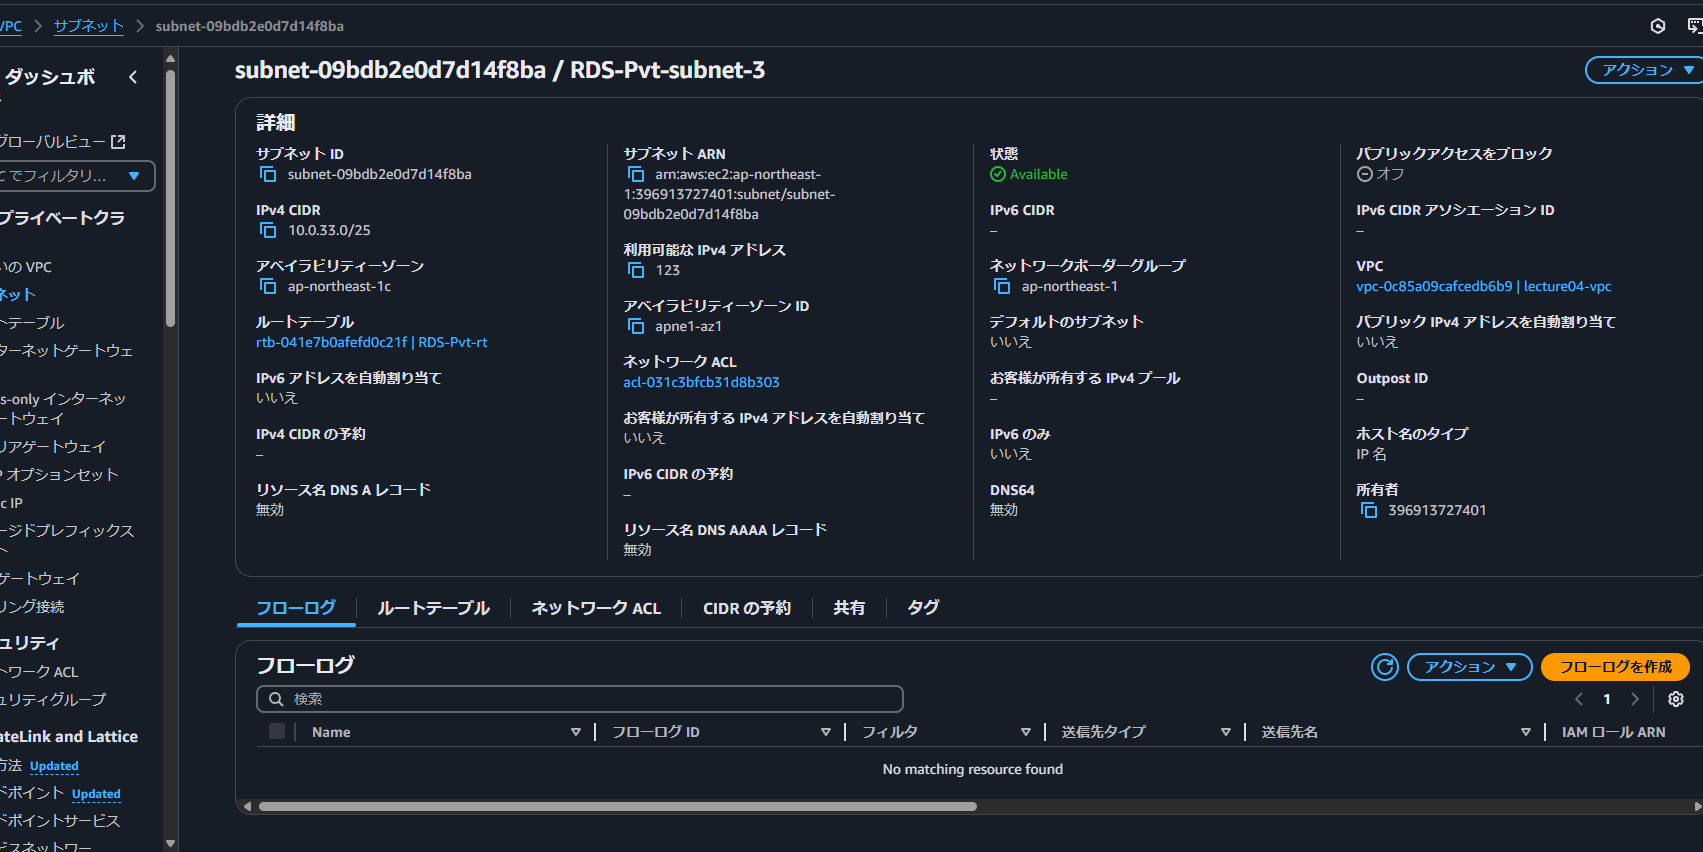 VPC > サブネット > subnet-09bdb2e0d7d14f8ba
ダッシュボ
グローバルビュー
でフィルタリ...
プライベートクラ
いの VPC
ネット
トテーブル
ターネットゲートウェ
s-only インターネッ
ートウェイ
リアゲートウェイ
P オプションセット
c IP
ージドプレフィックス
ト
ゲートウェイ
リング接続
ュリティ
トワーク ACL
ュリティグループ
ateLink and Lattice
方法 Updated
ドポイント Updated
ドポイントサービス
ビスネットワー
subnet-09bdb2e0d7d14f8ba / RDS-Pvt-subnet-3
アクション
詳細
サブネット ID
subnet-09bdb2e0d7d14f8ba
IPv4 CIDR
10.0.33.0/25
アベイラビリティーゾーン
ap-northeast-1c
ルートテーブル
rtb-041e7b0afefd0c21f | RDS-Pvt-rt
IPv6 アドレスを自動割り当て
いいえ
IPv4 CIDR の予約
–
リソース名 DNS A レコード
無効
サブネット ARN
arn:aws:ec2:ap-northeast-
1:396913727401:subnet/subnet-
09bdb2e0d7d14f8ba
利用可能な IPv4 アドレス
123
アベイラビリティーゾーン ID
apne1-az1
ネットワーク ACL
acl-031c3bfcb31d8b303
お客様が所有する IPv4 アドレスを自動割り当て
いいえ
IPv6 CIDR の予約
–
リソース名 DNS AAAA レコード
無効
状態
Available
IPv6 CIDR
–
ネットワークボーダーグループ
ap-northeast-1
デフォルトのサブネット
いいえ
お客様が所有する IPv4 プール
–
IPv6 のみ
いいえ
DNS64
無効
パブリックアクセスをブロック
オフ
IPv6 CIDR アソシエーション ID
–
VPC
vpc-0c85a09cafcedb6b9 | lecture04-vpc
パブリック IPv4 アドレスを自動割り当て
いいえ
Outpost ID
–
ホスト名のタイプ
IP 名
所有者
396913727401
フローログ ルートテーブル ネットワーク ACL CIDR の予約 共有 タグ
フローログ
アクション フローログを作成
検索
1
Name フローログ ID フィルタ 送信先タイプ 送信先名 IAM ロール ARN
No matching resource found